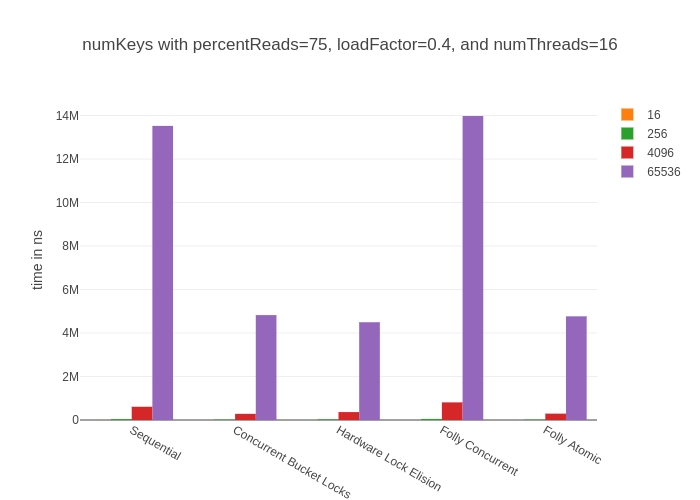 numKeys with percentReads=75, loadFactor=0.4, and numThreads=16
14M
12M
10M
8M
6M
4M
2M
0
time in ns
Sequential
Concurrent Bucket Locks
Hardware Lock Elision
Folly Concurrent
Folly Atomic
16
256
4096
65536